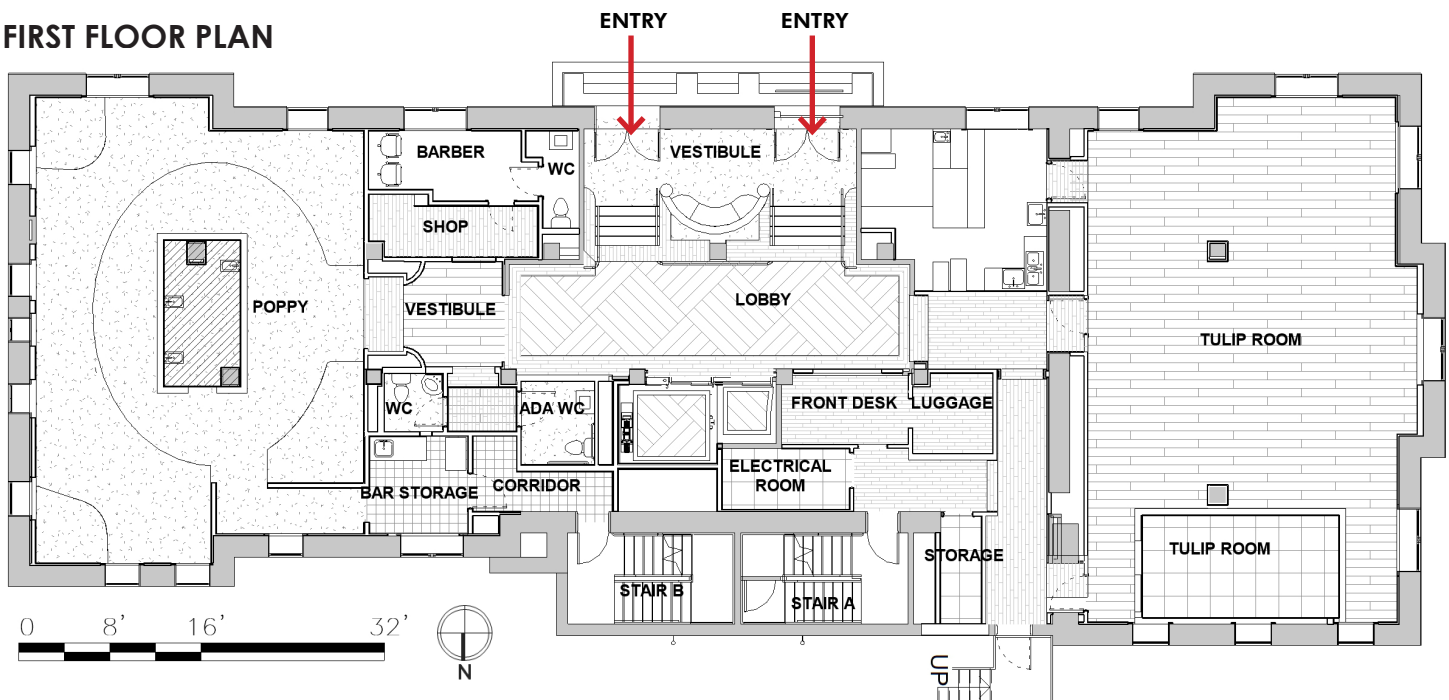 FIRST FLOOR PLAN
ENTRY
ENTRY
BARBER
WC
VESTIBULE
SHOP
POPPY
VESTIBULE
LOBBY
TULIP ROOM
WC
ADA WC
FRONT DESK
LUGGAGE
BAR STORAGE
CORRIDOR
ELECTRICAL
ROOM
STORAGE
TULIP ROOM
STAIR B
STAIR A
0 8' 16' 32'
N
UP